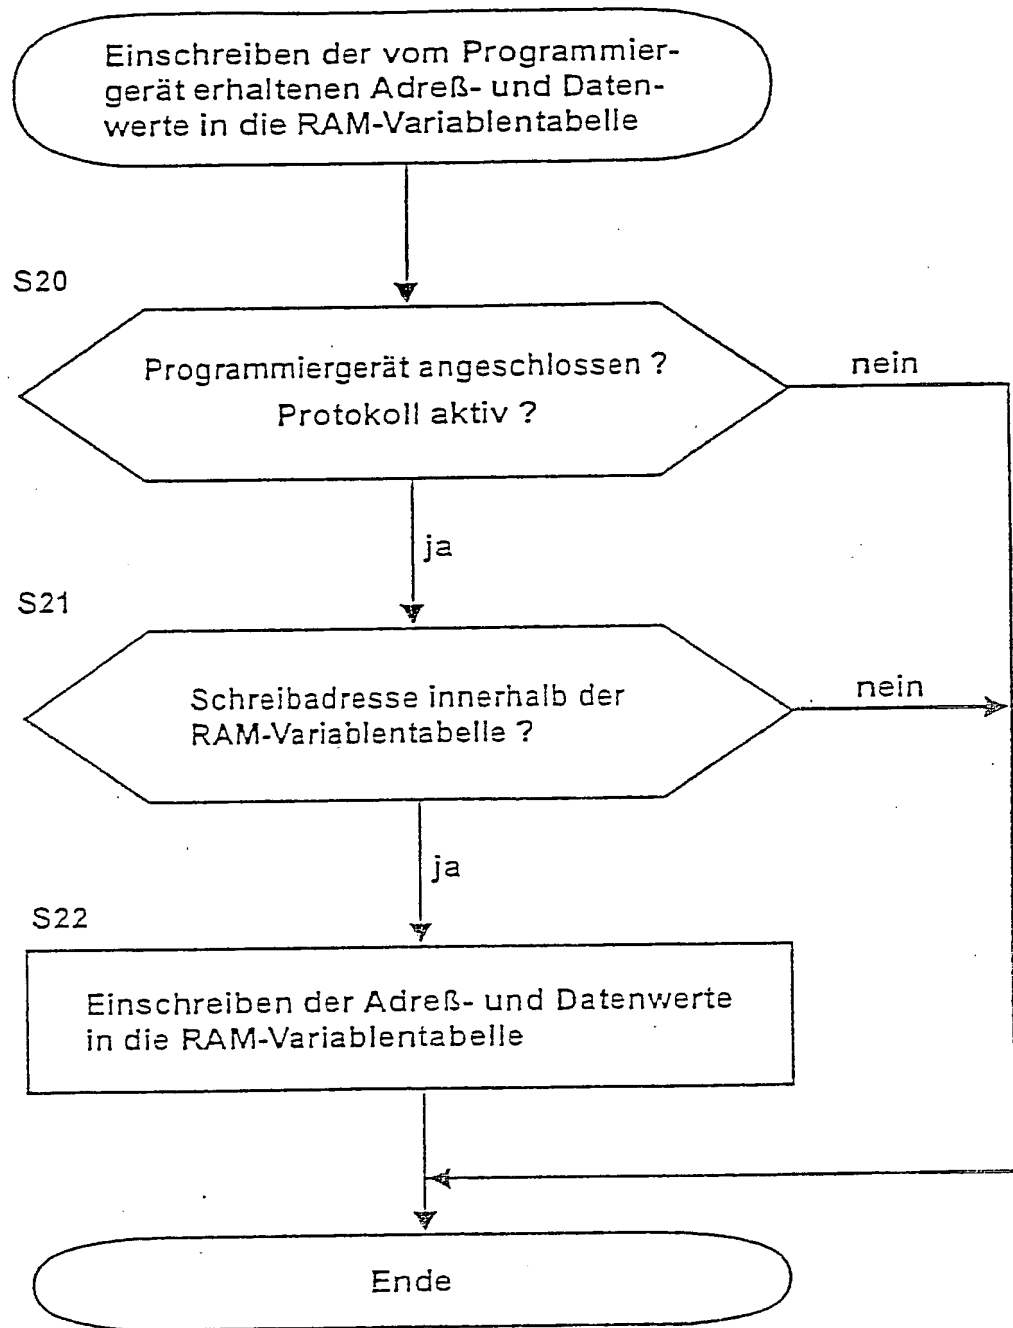 Einschreiben der vom Programmier-
gerät erhaltenen Adreß- und Daten-
werte in die RAM-Variablentabelle
S20
Programmiergerät angeschlossen ?
Protokoll aktiv ?
nein
ja
S21
Schreibadresse innerhalb der
RAM-Variablentabelle ?
nein
ja
S22
Einschreiben der Adreß- und Datenwerte
in die RAM-Variablentabelle
Ende